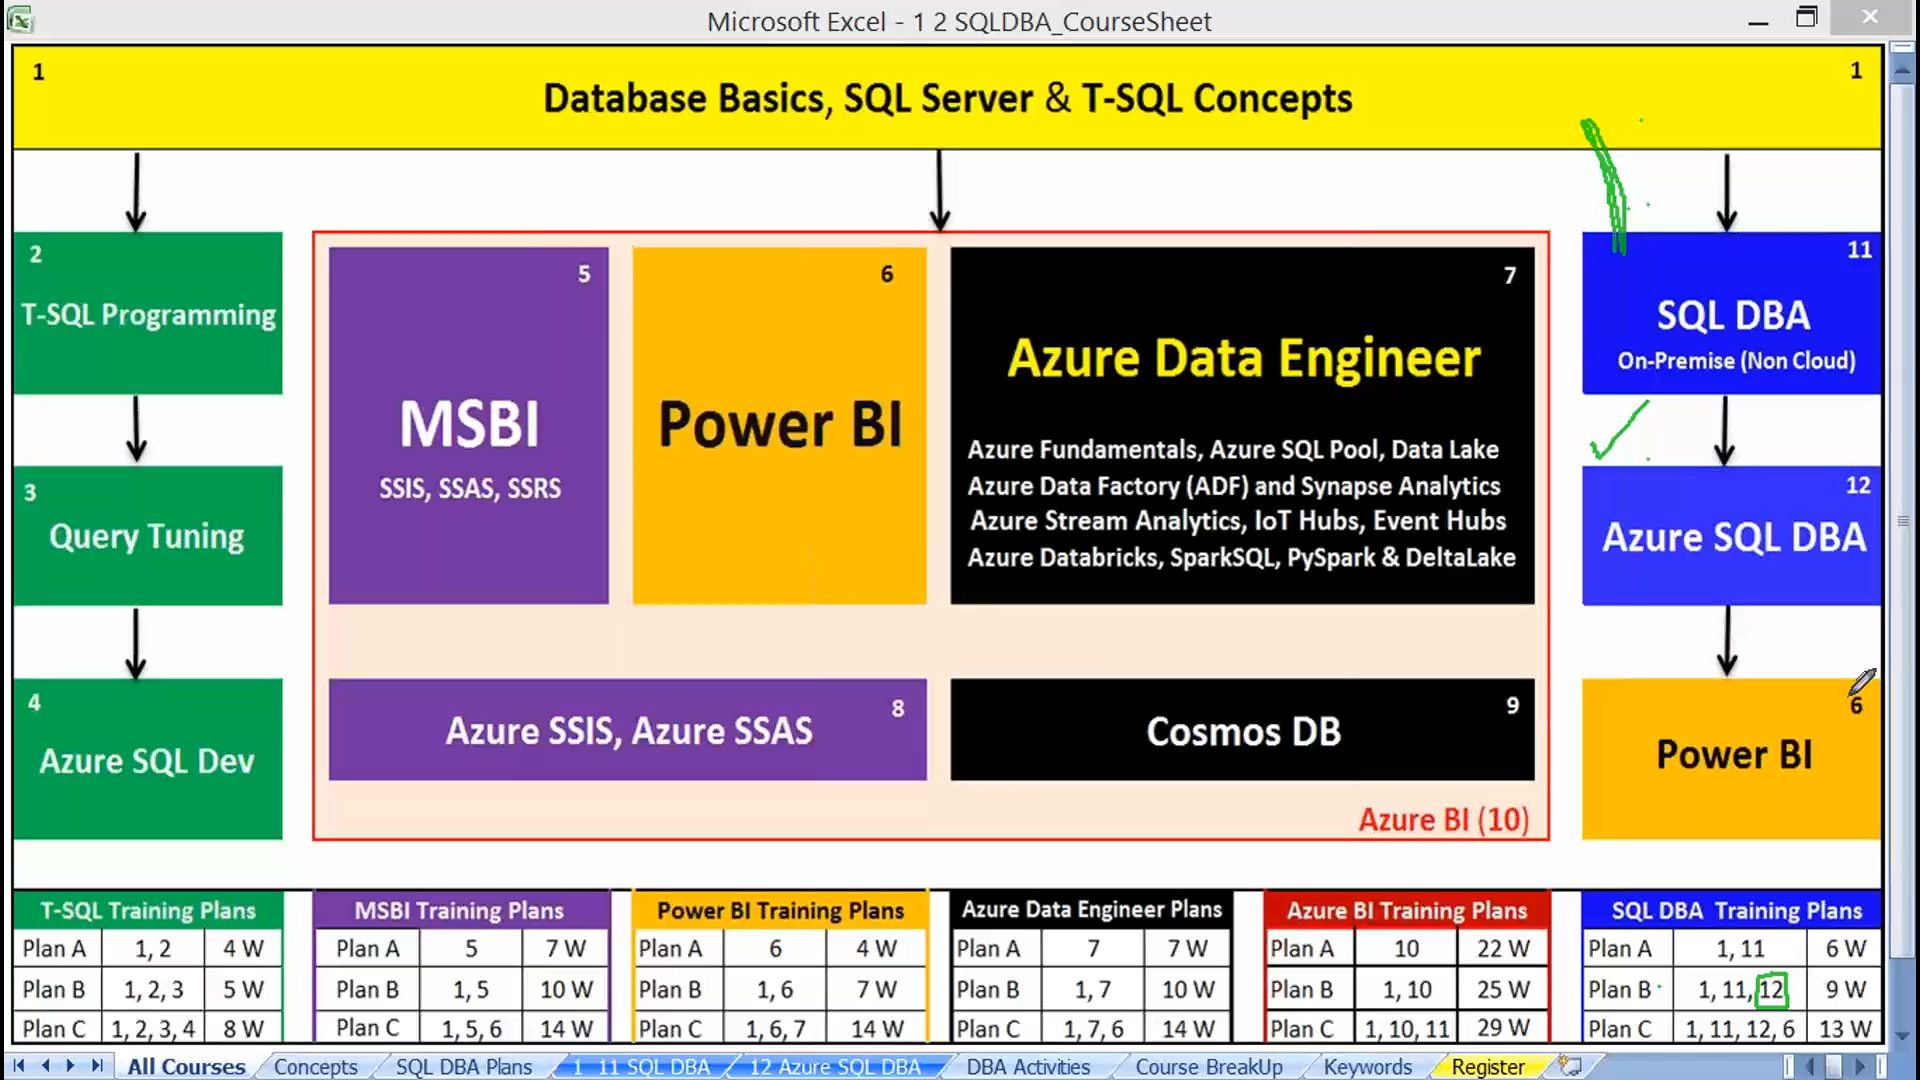 Microsoft Excel - 1 2 SQLDBA_CourseSheet
1
Database Basics, SQL Server & T-SQL Concepts
1
2
T-SQL Programming
3
Query Tuning
4
Azure SQL Dev
5
MSBI
SSIS, SSAS, SSRS
6
Power BI
7
Azure Data Engineer
Azure Fundamentals, Azure SQL Pool, Data Lake
Azure Data Factory (ADF) and Synapse Analytics
Azure Stream Analytics, IoT Hubs, Event Hubs
Azure Databricks, SparkSQL, PySpark & DeltaLake
8
Azure SSIS, Azure SSAS
9
Cosmos DB
Azure BI (10)
11
SQL DBA
On-Premise (Non Cloud)
12
Azure SQL DBA
6
Power BI
T-SQL Training Plans
Plan A 1, 2 4 W
Plan B 1, 2, 3 5 W
Plan C 1, 2, 3, 4 8 W
MSBI Training Plans
Plan A 5 7 W
Plan B 1, 5 10 W
Plan C 1, 5, 6 14 W
Power BI Training Plans
Plan A 6 4 W
Plan B 1, 6 7 W
Plan C 1, 6, 7 14 W
Azure Data Engineer Plans
Plan A 7 7 W
Plan B 1, 7 10 W
Plan C 1, 7, 6 14 W
Azure BI Training Plans
Plan A 10 22 W
Plan B 1, 10 25 W
Plan C 1, 10, 11 29 W
SQL DBA Training Plans
Plan A 1, 11 6 W
Plan B 1, 11, 12 9 W
Plan C 1, 11, 12, 6 13 W
All Courses Concepts SQL DBA Plans 1 11 SQL DBA 12 Azure SQL DBA DBA Activities Course BreakUp Keywords Register